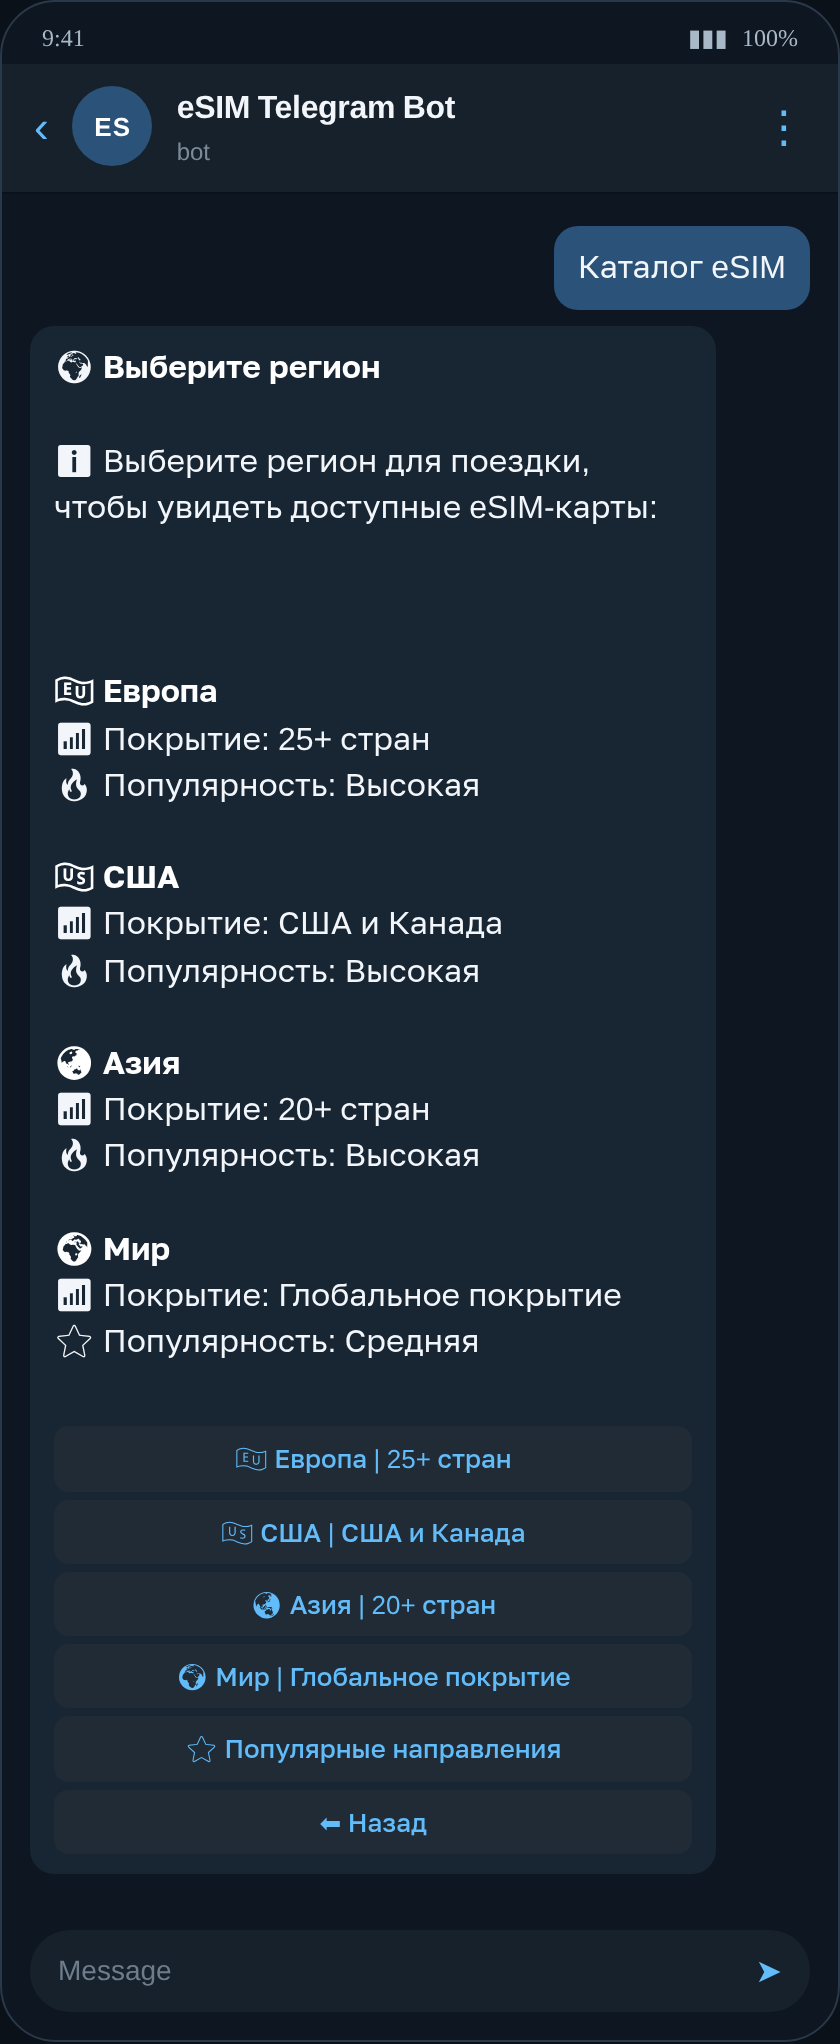 9:41
100%
‹
ES
eSIM Telegram Bot
bot
⋮
Каталог eSIM
🌍 Выберите регион
ℹ️ Выберите регион для поездки,
чтобы увидеть доступные eSIM-карты:
🇪🇺 Европа
📊 Покрытие: 25+ стран
🔥 Популярность: Высокая
🇺🇸 США
📊 Покрытие: США и Канада
🔥 Популярность: Высокая
🌏 Азия
📊 Покрытие: 20+ стран
🔥 Популярность: Высокая
🌍 Мир
📊 Покрытие: Глобальное покрытие
⭐ Популярность: Средняя
🇪🇺 Европа | 25+ стран
🇺🇸 США | США и Канада
🌏 Азия | 20+ стран
🌍 Мир | Глобальное покрытие
⭐ Популярные направления
⬅ Назад
Message
➤